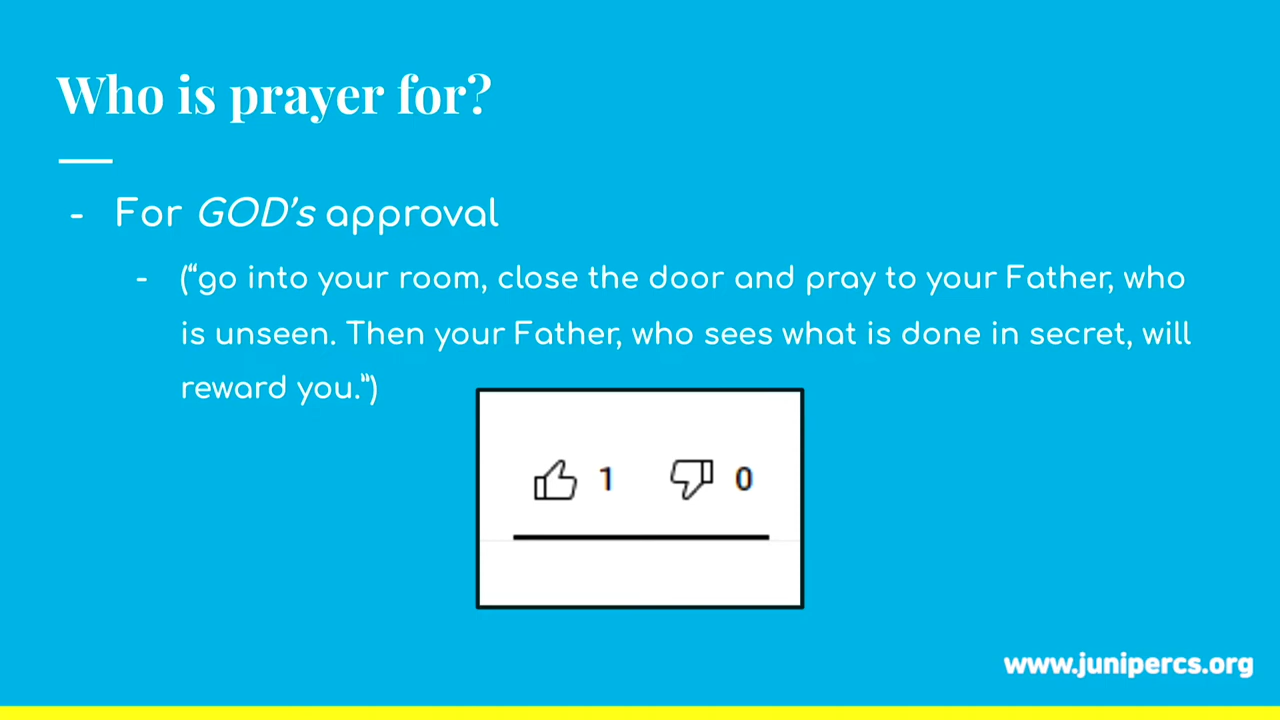 Who is prayer for?
- For GOD’s approval
- (“go into your room, close the door and pray to your Father, who
is unseen. Then your Father, who sees what is done in secret, will
reward you.”)
1 0
www.junipercs.org